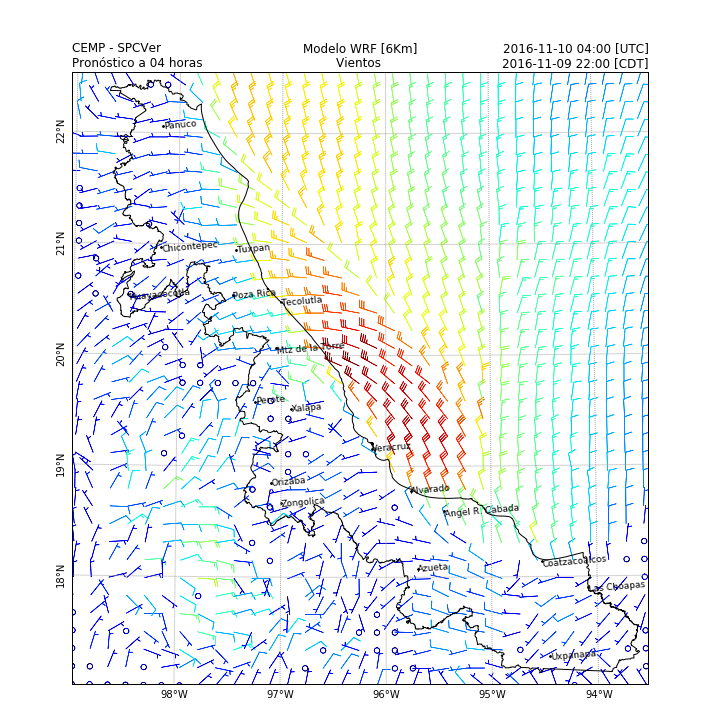 CEMP - SPCVer Modelo WRF [6Km] 2016-11-10 04:00 [UTC]
Pronóstico a 04 horas Vientos 2016-11-09 22:00 [CDT]
22°N
Panuco
21°N
Chicontepec
Tuxpan
Huayacocotla
Poza Rica
Tecolutla
20°N
Mtz de la Torre
Perote
Xalapa
Veracruz
19°N
Orizaba
Alvarado
Zongolica
Angel R. Cabada
18°N
Azueta
Coatzacoalcos
Las Choapas
Uxpanapa
98°W 97°W 96°W 95°W 94°W